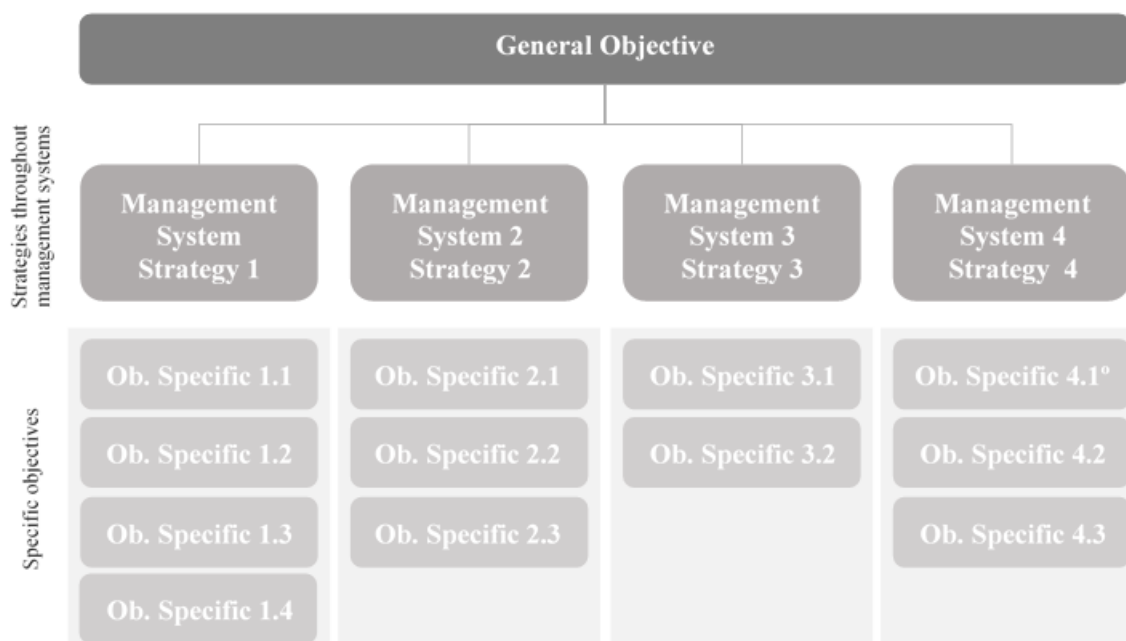 General Objective
Strategies throughout
management systems
Management
System
Strategy 1
Management
System 2
Strategy 2
Management
System 3
Strategy 3
Management
System 4
Strategy 4
Specific objectives
Ob. Specific 1.1
Ob. Specific 1.2
Ob. Specific 1.3
Ob. Specific 1.4
Ob. Specific 2.1
Ob. Specific 2.2
Ob. Specific 2.3
Ob. Specific 3.1
Ob. Specific 3.2
Ob. Specific 4.1º
Ob. Specific 4.2
Ob. Specific 4.3